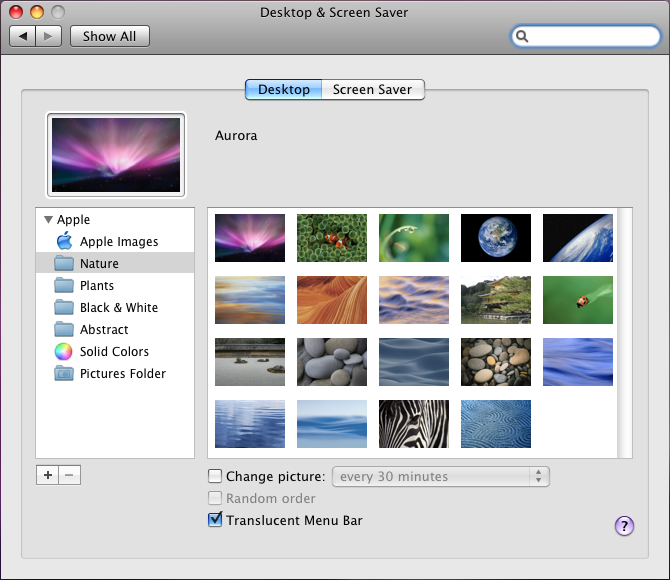 Desktop & Screen Saver
Show All
Desktop
Screen Saver
Aurora
Apple
Apple Images
Nature
Plants
Black & White
Abstract
Solid Colors
Pictures Folder
+ −
Change picture: every 30 minutes
Random order
Translucent Menu Bar
?